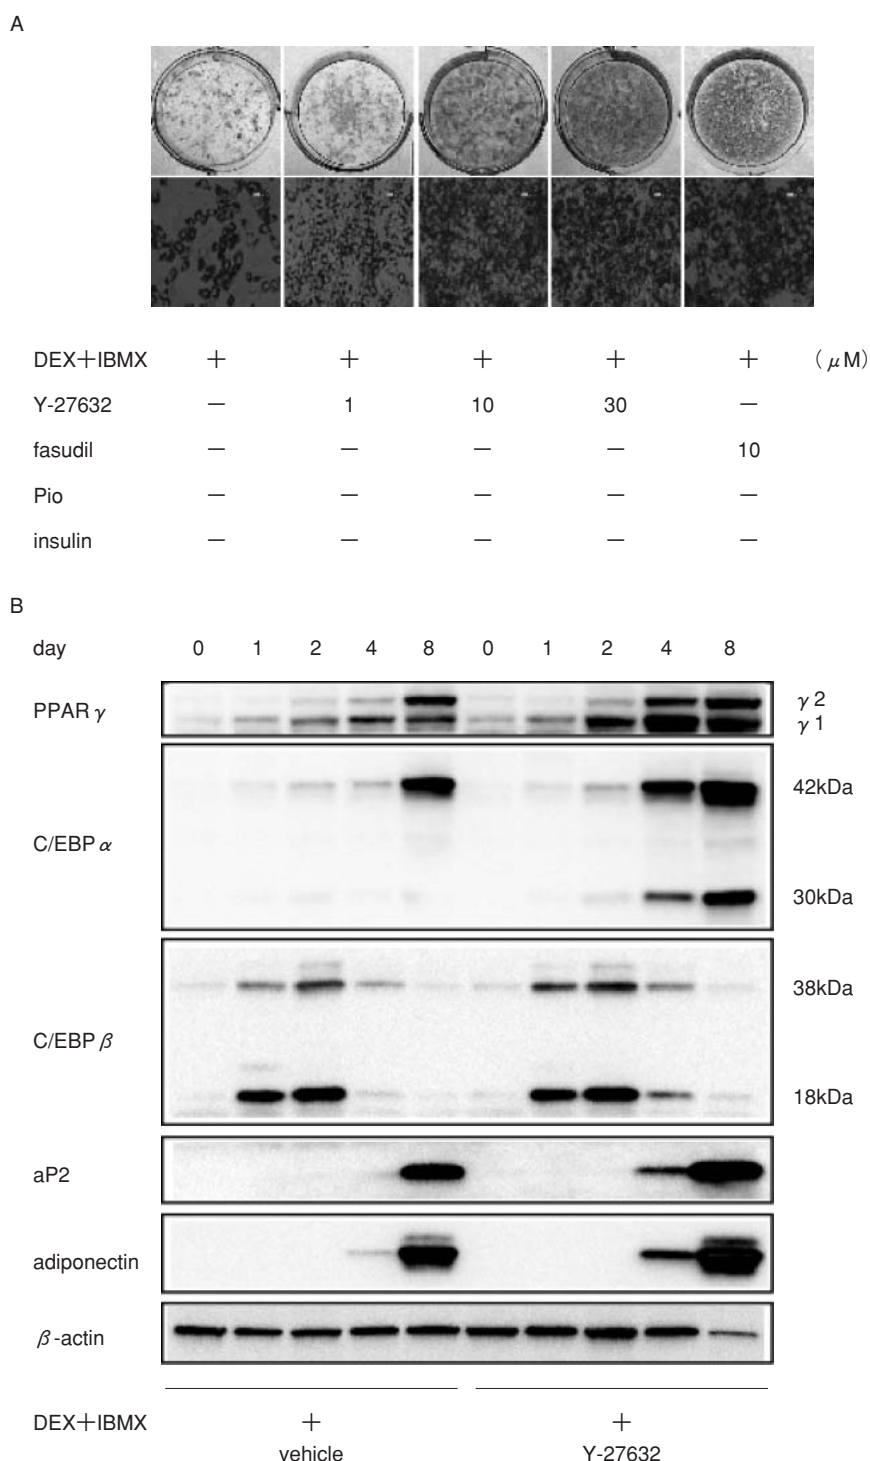 A
DEX+IBMX + + + + + (μM)
Y-27632 − 1 10 30 −
fasudil − − − − 10
Pio − − − − −
insulin − − − − −
B
day 0 1 2 4 8 0 1 2 4 8
PPARγ γ2
γ1
42kDa
C/EBPα
30kDa
38kDa
C/EBPβ
18kDa
aP2
adiponectin
β-actin
DEX+IBMX + +
vehicle Y-27632